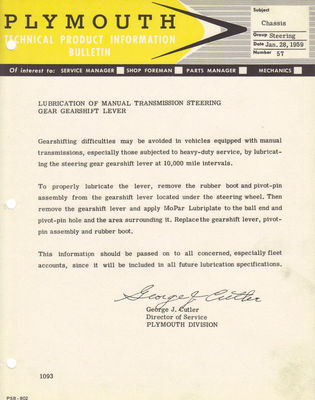 PLYMOUTH
TECHNICAL PRODUCT INFORMATION
BULLETIN
Subject
Chassis
Group Steering
Date Jan. 28, 1959
Number 57
Of interest to: SERVICE MANAGER SHOP FOREMAN PARTS MANAGER MECHANICS
LUBRICATION OF MANUAL TRANSMISSION STEERING
GEAR GEARSHIFT LEVER
Gearshifting difficulties may be avoided in vehicles equipped with manual
transmissions, especially those subjected to heavy-duty service, by lubricat-
ing the steering gear gearshift lever at 10,000 mile intervals.
To properly lubricate the lever, remove the rubber boot and pivot-pin
assembly from the gearshift lever located under the steering wheel. Then
remove the gearshift lever and apply MoPar Lubriplate to the ball end and
pivot-pin hole and the area surrounding it. Replace the gearshift lever, pivot-
pin assembly and rubber boot.
This information should be passed on to all concerned, especially fleet
accounts, since it will be included in all future lubrication specifications.
George J. Cutler
George J. Cutler
Director of Service
PLYMOUTH DIVISION
1093
PSB-802